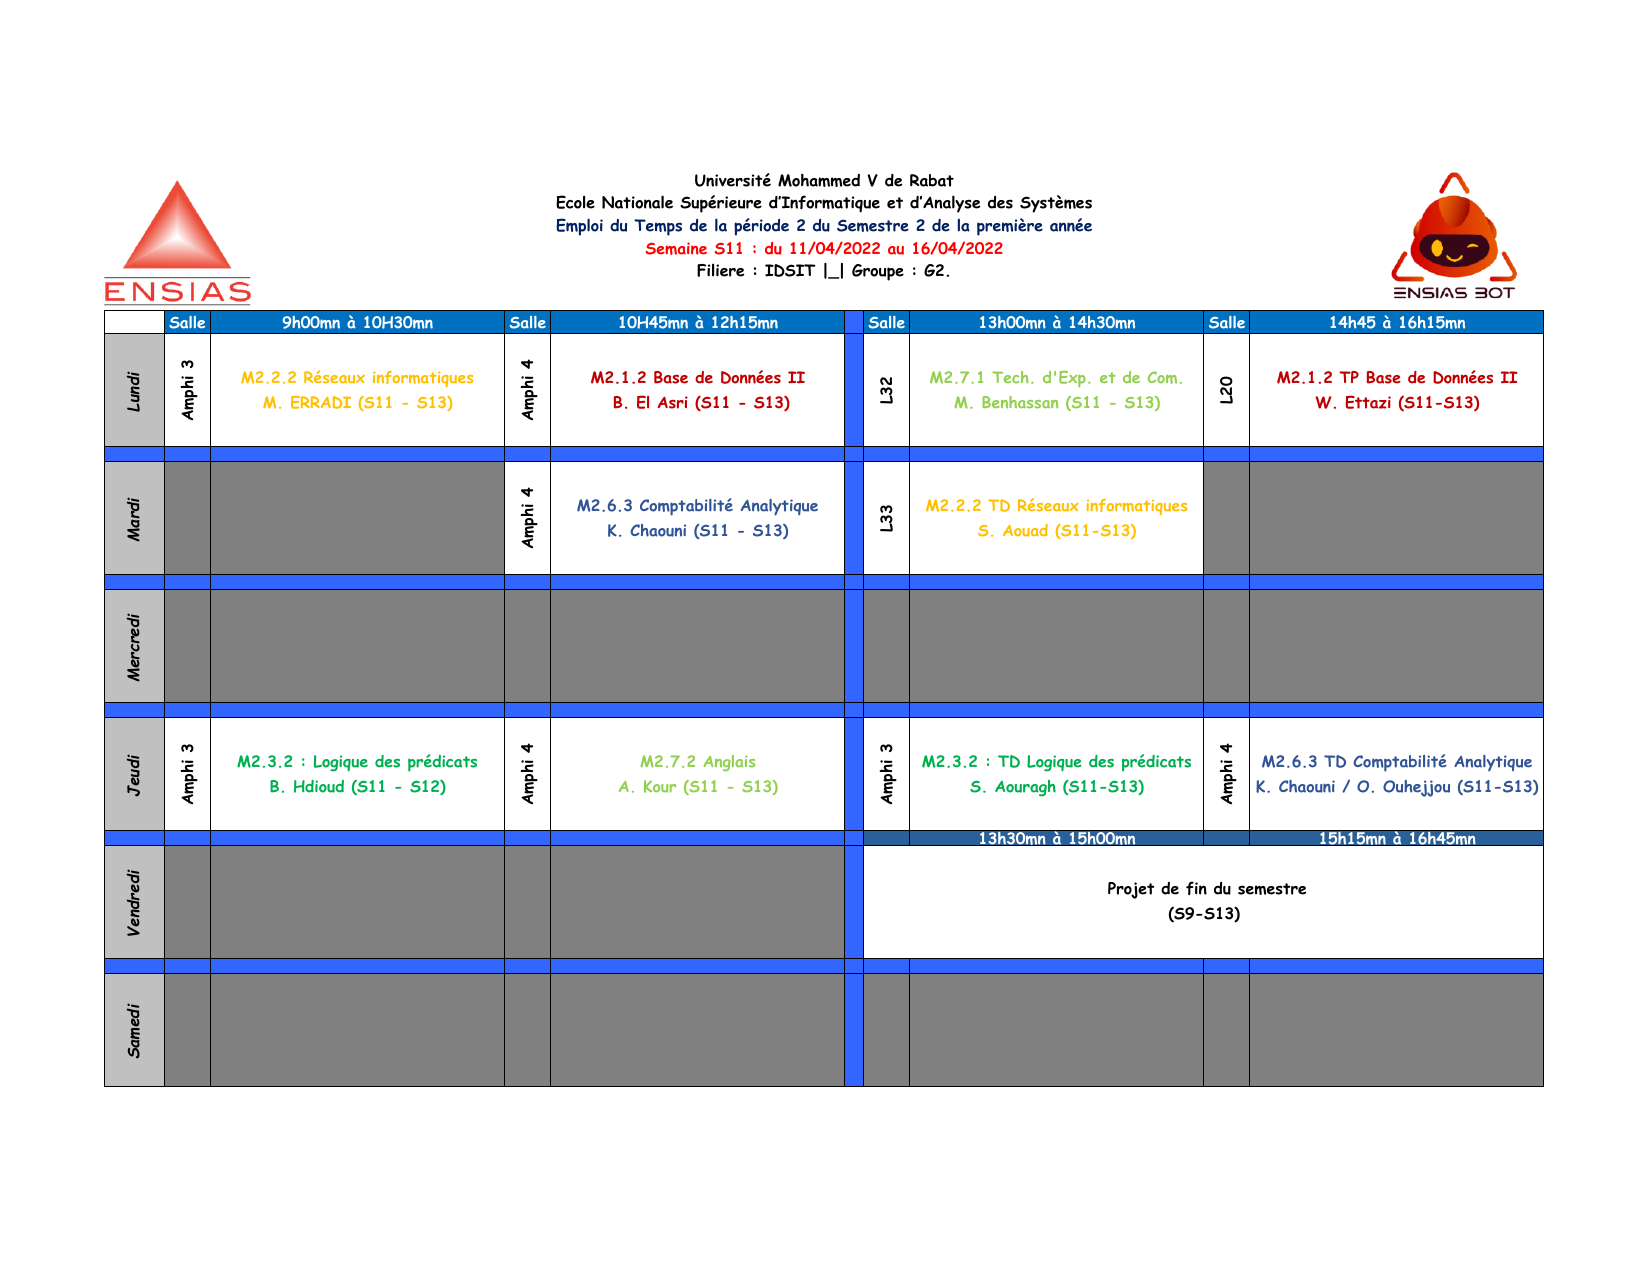 Université Mohammed V de Rabat
Ecole Nationale Supérieure d’Informatique et d’Analyse des Systèmes
Emploi du Temps de la période 2 du Semestre 2 de la première année
Semaine S11 : du 11/04/2022 au 16/04/2022
Filiere : IDSIT |_| Groupe : G2.
ENSIAS
ENSIAS BOT
Salle 9h00mn à 10H30mn Salle 10H45mn à 12h15mn Salle 13h00mn à 14h30mn Salle 14h45 à 16h15mn
Lundi
Amphi 3
M2.2.2 Réseaux informatiques
M. ERRADI (S11 - S13)
Amphi 4
M2.1.2 Base de Données II
B. El Asri (S11 - S13)
L32
M2.7.1 Tech. d'Exp. et de Com.
M. Benhassan (S11 - S13)
L20
M2.1.2 TP Base de Données II
W. Ettazi (S11-S13)
Mardi
Amphi 4
M2.6.3 Comptabilité Analytique
K. Chaouni (S11 - S13)
L33
M2.2.2 TD Réseaux informatiques
S. Aouad (S11-S13)
Mercredi
Jeudi
Amphi 3
M2.3.2 : Logique des prédicats
B. Hdioud (S11 - S12)
Amphi 4
M2.7.2 Anglais
A. Kour (S11 - S13)
Amphi 3
M2.3.2 : TD Logique des prédicats
S. Aouragh (S11-S13)
Amphi 4
M2.6.3 TD Comptabilité Analytique
K. Chaouni / O. Ouhejjou (S11-S13)
13h30mn à 15h00mn 15h15mn à 16h45mn
Vendredi
Projet de fin du semestre
(S9-S13)
Samedi